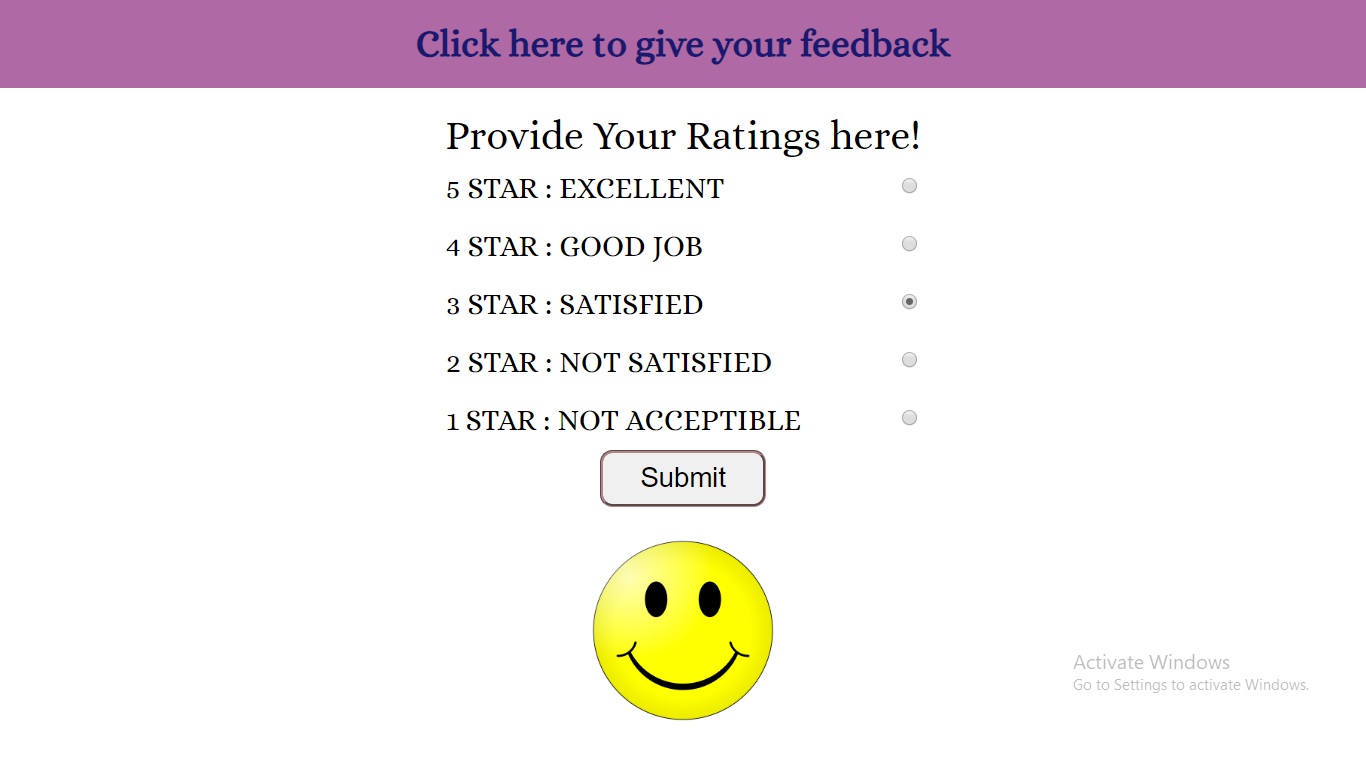 Click here to give your feedback
Provide Your Ratings here!
5 STAR : EXCELLENT
4 STAR : GOOD JOB
3 STAR : SATISFIED
2 STAR : NOT SATISFIED
1 STAR : NOT ACCEPTIBLE
Submit
Activate Windows
Go to Settings to activate Windows.